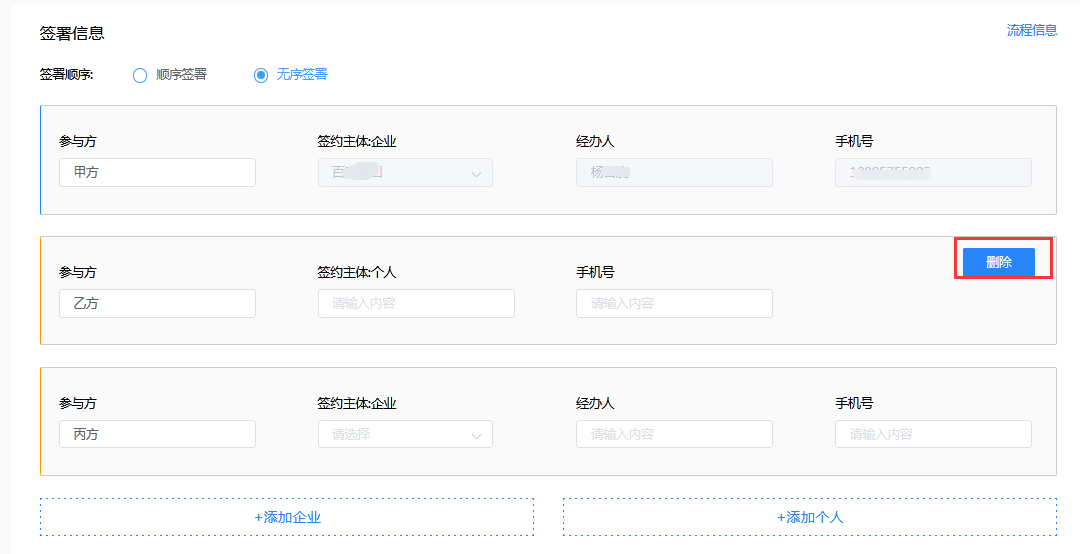 签署信息
流程信息
签署顺序: 顺序签署 无序签署
参与方 签约主体:企业 经办人 手机号
甲方 百 杨
删除
参与方 签约主体:个人 手机号
乙方 请输入内容 请输入内容
参与方 签约主体:企业 经办人 手机号
丙方 请选择 请输入内容 请输入内容
+添加企业 +添加个人